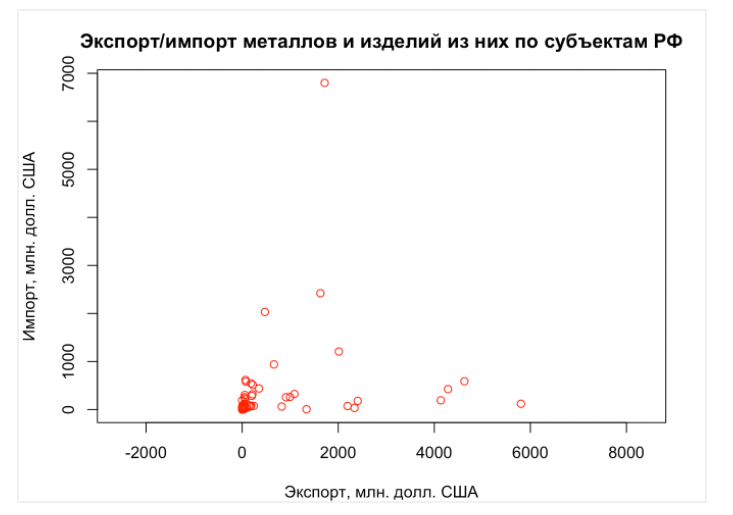 Экспорт/импорт металлов и изделий из них по субъектам РФ
7000
5000
3000
1000
0
Импорт, млн. долл. США
-2000 0 2000 4000 6000 8000
Экспорт, млн. долл. США